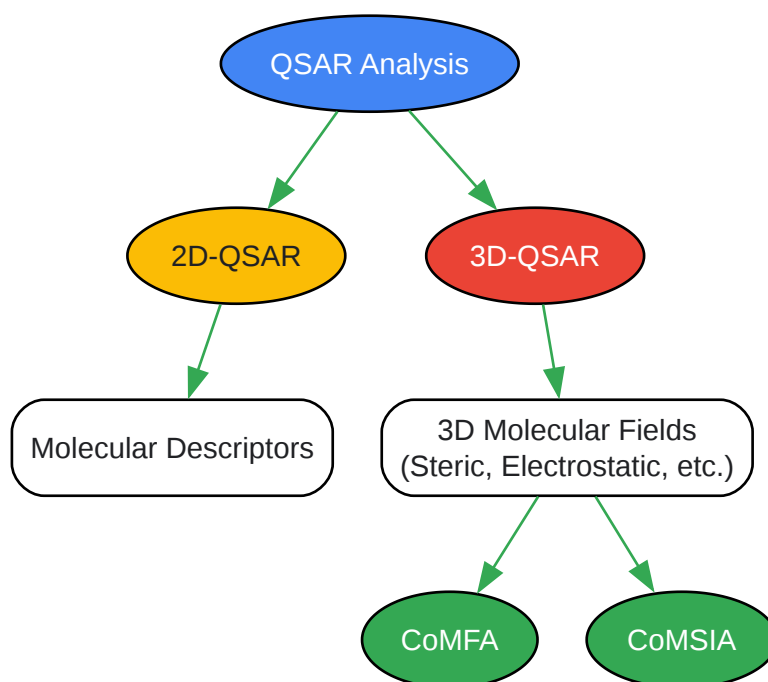 QSAR Analysis
2D-QSAR
3D-QSAR
Molecular Descriptors
3D Molecular Fields
(Steric, Electrostatic, etc.)
CoMFA
CoMSIA